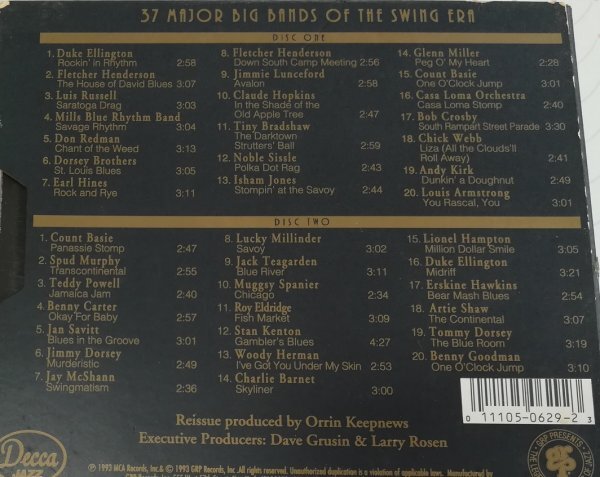 37 MAJOR BIG BANDS OF THE SWING ERA
DISC ONE
1. Duke Ellington
Rockin' in Rhythm 2:58
2. Fletcher Henderson
The House of David Blues 3:07
3. Luis Russell
Saratoga Drag 3:03
4. Mills Blue Rhythm Band
Savage Rhythm 3:04
5. Don Redman
Chant of the Weed 3:13
6. Dorsey Brothers
St. Louis Blues 3:05
7. Earl Hines
Rock and Rye 3:11
8. Fletcher Henderson
Down South Camp Meeting 2:56
9. Jimmie Lunceford
Avalon 2:58
10. Claude Hopkins
In the Shade of the
Old Apple Tree 2:47
11. Tiny Bradshaw
The Darktown
Strutters' Ball 2:59
12. Noble Sissle
Polka Dot Rag 3:01
13. Isham Jones
Stompin' at the Savoy 2:44
14. Glenn Miller
Peg O' My Heart 2:28
15. Count Basie
One O'Clock Jump 3:01
16. Casa Loma Orchestra
Casa Loma Stomp 2:40
17. Bob Crosby
South Rampart Street Parade 3:30
18. Chick Webb
Liza (All the Clouds'll
Roll Away) 2:41
19. Andy Kirk
Dunkin' a Doughnut 2:49
20. Louis Armstrong
You Rascal, You 3:01
DISC TWO
1. Count Basie
Panassie Stomp 2:47
2. Spud Murphy
Transcontinental 2:55
3. Teddy Powell
Jamaica Jam 2:40
4. Benny Carter
Okay For Baby 2:57
5. Jan Savitt
Blues in the Groove 3:01
6. Jimmy Dorsey
Murderistic 2:49
7. Jay McShann
Swingmatism 2:36
8. Lucky Millinder
Savoy 3:02
9. Jack Teagarden
Blue River 3:11
10. Muggsy Spanier
Chicago 2:34
11. Roy Eldridge
Fish Market 3:09
12. Stan Kenton
Gambler's Blues 4:27
13. Woody Herman
I've Got You Under My Skin 2:53
14. Charlie Barnet
Skyliner 3:00
15. Lionel Hampton
Million Dollar Smile 3:05
16. Duke Ellington
Midriff 3:21
17. Erskine Hawkins
Bear Mash Blues 2:54
18. Artie Shaw
The Continental 3:07
19. Tommy Dorsey
The Blue Room 3:19
20. Benny Goodman
One O'Clock Jump 3:10
0 11105-0629-2 3
Reissue produced by Orrin Keepnews
Executive Producers: Dave Grusin & Larry Rosen
Decca
JAZZ
GRP PRESENTS
℗ 1993 MCA Records, Inc. & © 1993 GRP Records, Inc. All rights reserved. Unauthorized duplication is a violation of applicable laws. Manufactured by